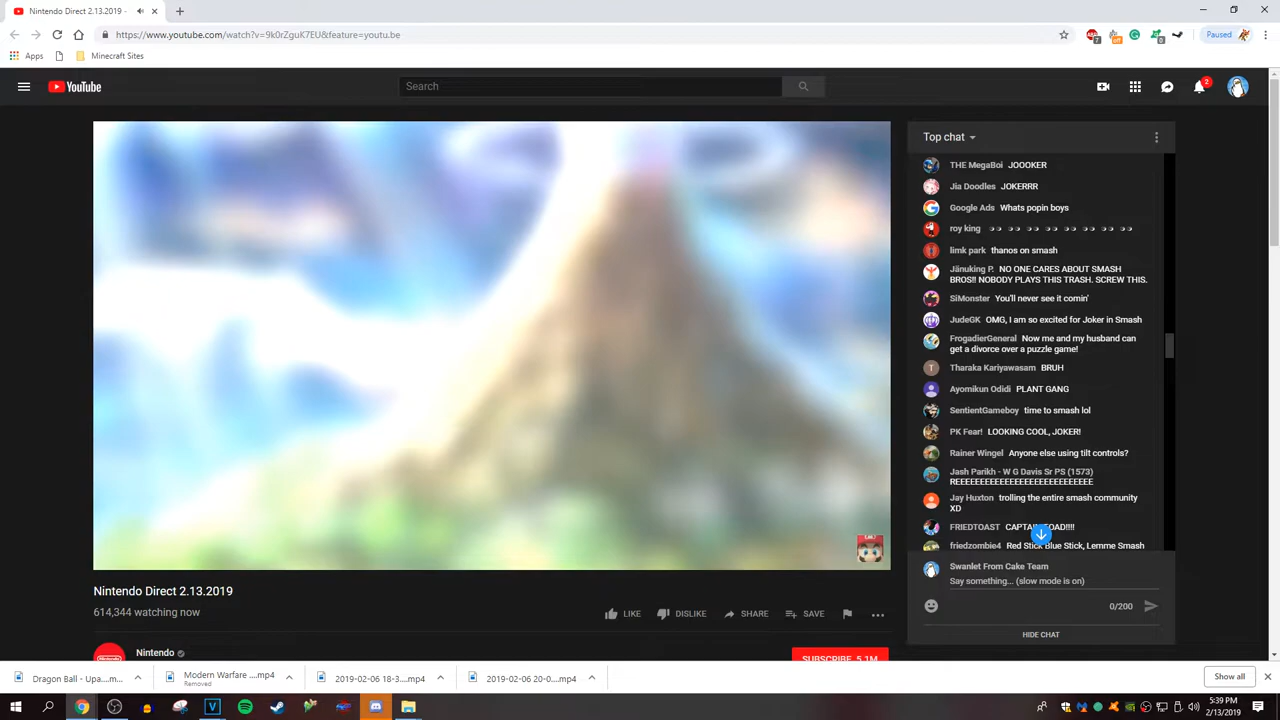 Nintendo Direct 2.13.2019 -
https://www.youtube.com/watch?v=9k0rZguK7EU&feature=youtu.be
7
off
0
Paused
Apps
Minecraft Sites
YouTube
Search
2
Top chat
THE MegaBoi JOOOKER
Jia Doodles JOKERRR
Google Ads Whats popin boys
roy king
limk park thanos on smash
Jänuking P. NO ONE CARES ABOUT SMASH
BROS!! NOBODY PLAYS THIS TRASH. SCREW THIS.
SiMonster You'll never see it comin'
JudeGK OMG, I am so excited for Joker in Smash
FrogadierGeneral Now me and my husband can
get a divorce over a puzzle game!
T
Tharaka Kariyawasam BRUH
Ayomikun Odidi PLANT GANG
SentientGameboy time to smash lol
PK Fear! LOOKING COOL, JOKER!
Rainer Wingel Anyone else using tilt controls?
Jash Parikh - W G Davis Sr PS (1573)
REEEEEEEEEEEEEEEEEEEEEEEEEE
Jay Huxton trolling the entire smash community
XD
FRIEDTOAST
friedzombie4 Red Stick Blue Stick, Lemme Smash
Swanlet From Cake Team
Say something... (slow mode is on)
0/200
HIDE CHAT
Nintendo Direct 2.13.2019
614,344 watching now
LIKE
DISLIKE
SHARE
SAVE
Nintendo
SUBSCRIBE 5.1M
Dragon Ball - Upa....m...
Modern Warfare ....mp4
Removed
2019-02-06 18-3....mp4
2019-02-06 20-0....mp4
Show all
5:39 PM
2/13/2019